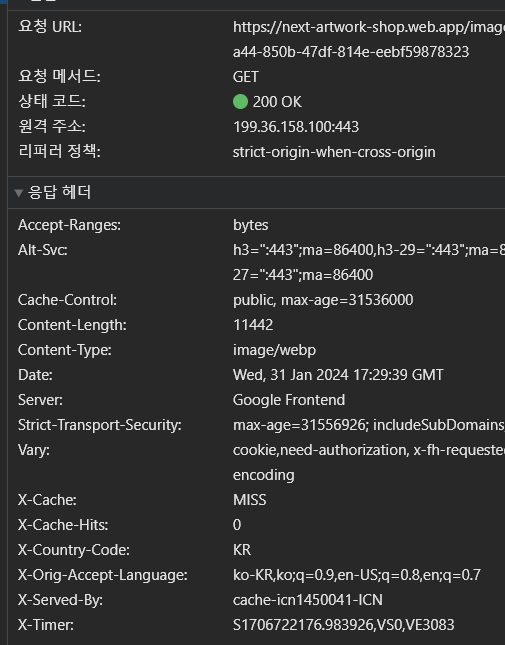 요청 URL: https://next-artwork-shop.web.app/image
a44-850b-47df-814e-eebf59878323
요청 메서드: GET
상태 코드: 200 OK
원격 주소: 199.36.158.100:443
리퍼러 정책: strict-origin-when-cross-origin
응답 헤더
Accept-Ranges: bytes
Alt-Svc: h3=":443";ma=86400,h3-29=":443";ma=8
27=":443";ma=86400
Cache-Control: public, max-age=31536000
Content-Length: 11442
Content-Type: image/webp
Date: Wed, 31 Jan 2024 17:29:39 GMT
Server: Google Frontend
Strict-Transport-Security: max-age=31556926; includeSubDomains;
Vary: cookie,need-authorization, x-fh-requested
encoding
X-Cache: MISS
X-Cache-Hits: 0
X-Country-Code: KR
X-Orig-Accept-Language: ko-KR,ko;q=0.9,en-US;q=0.8,en;q=0.7
X-Served-By: cache-icn1450041-ICN
X-Timer: S1706722176.983926,VS0,VE3083